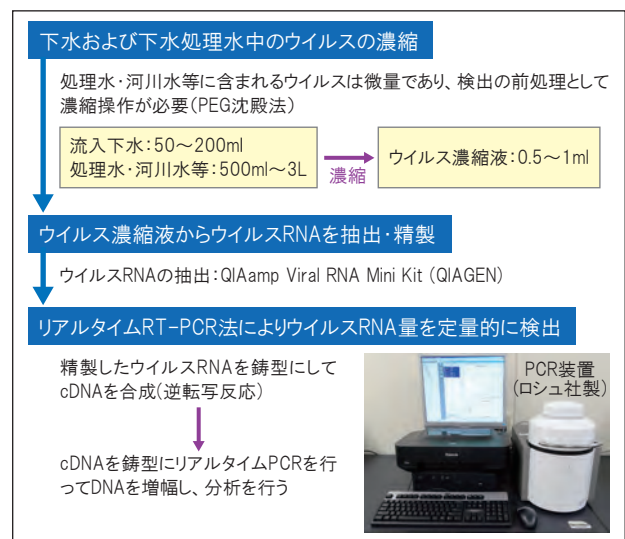 下水および下水処理水中のウイルスの濃縮
処理水・河川水等に含まれるウイルスは微量であり、検出の前処理として
濃縮操作が必要(PEG沈殿法)
流入下水:50〜200ml
処理水・河川水等:500ml〜3L
濃縮
ウイルス濃縮液:0.5〜1ml
ウイルス濃縮液からウイルスRNAを抽出・精製
ウイルスRNAの抽出:QIAamp Viral RNA Mini Kit (QIAGEN)
リアルタイムRT-PCR法によりウイルスRNA量を定量的に検出
精製したウイルスRNAを鋳型にして
cDNAを合成(逆転写反応)
cDNAを鋳型にリアルタイムPCRを行
ってDNAを増幅し、分析を行う
PCR装置
(ロシュ社製)